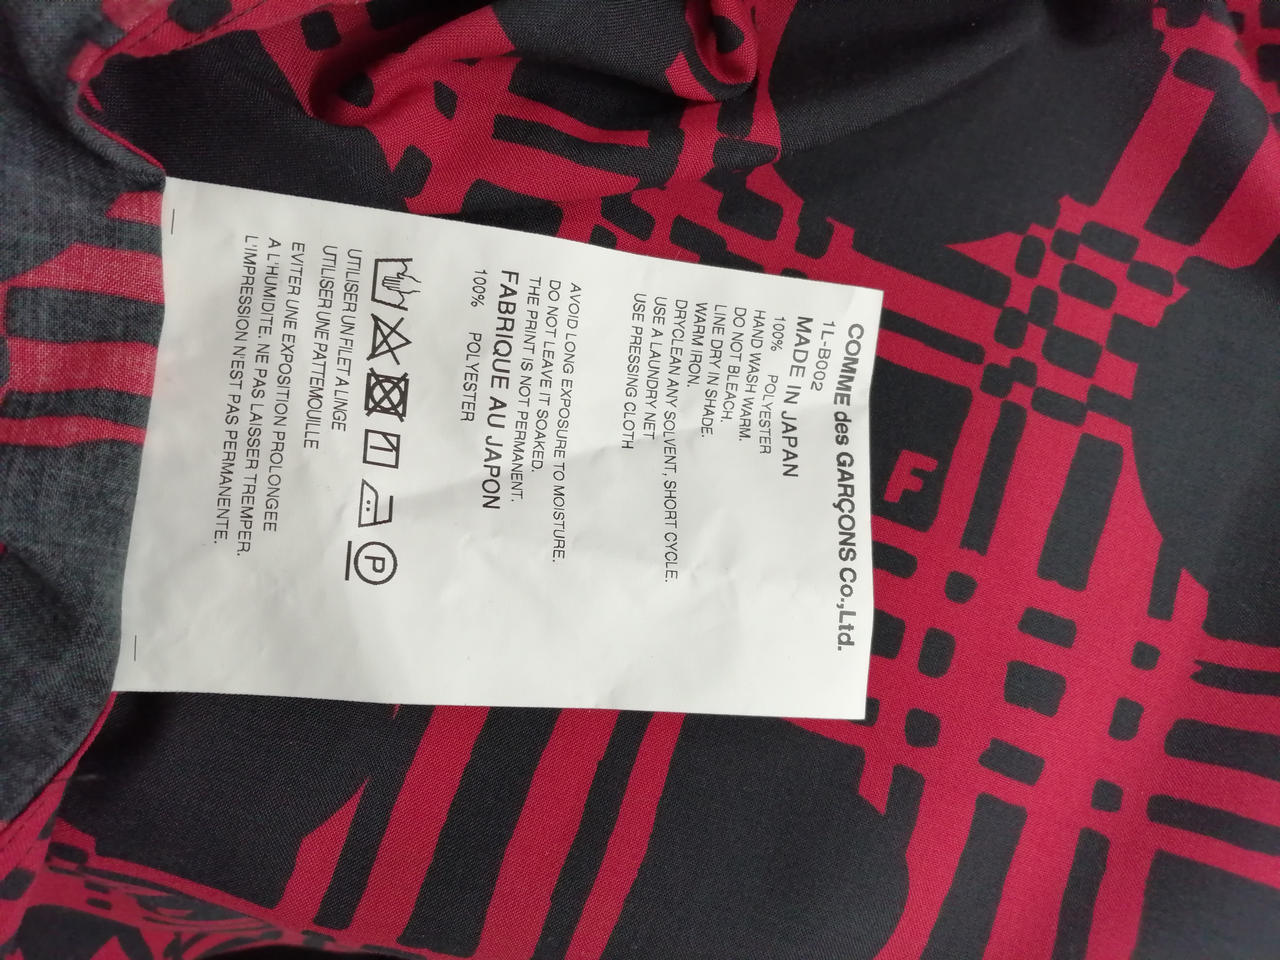 COMME des GARÇONS Co.,Ltd.
1L-B002
MADE IN JAPAN
100% POLYESTER
HAND WASH WARM.
DO NOT BLEACH.
LINE DRY IN SHADE.
WARM IRON.
DRYCLEAN ANY SOLVENT, SHORT CYCLE.
USE A LAUNDRY NET
USE PRESSING CLOTH
AVOID LONG EXPOSURE TO MOISTURE.
DO NOT LEAVE IT SOAKED.
THE PRINT IS NOT PERMANENT.
FABRIQUE AU JAPON
100% POLYESTER
P
UTILISER UN FILET A LINGE
UTILISER UNE PATTEMOUILLE
EVITER UNE EXPOSITION PROLONGEE
A L'HUMIDITE. NE PAS LAISSER TREMPER.
L'IMPRESSION N'EST PAS PERMANENTE.
F